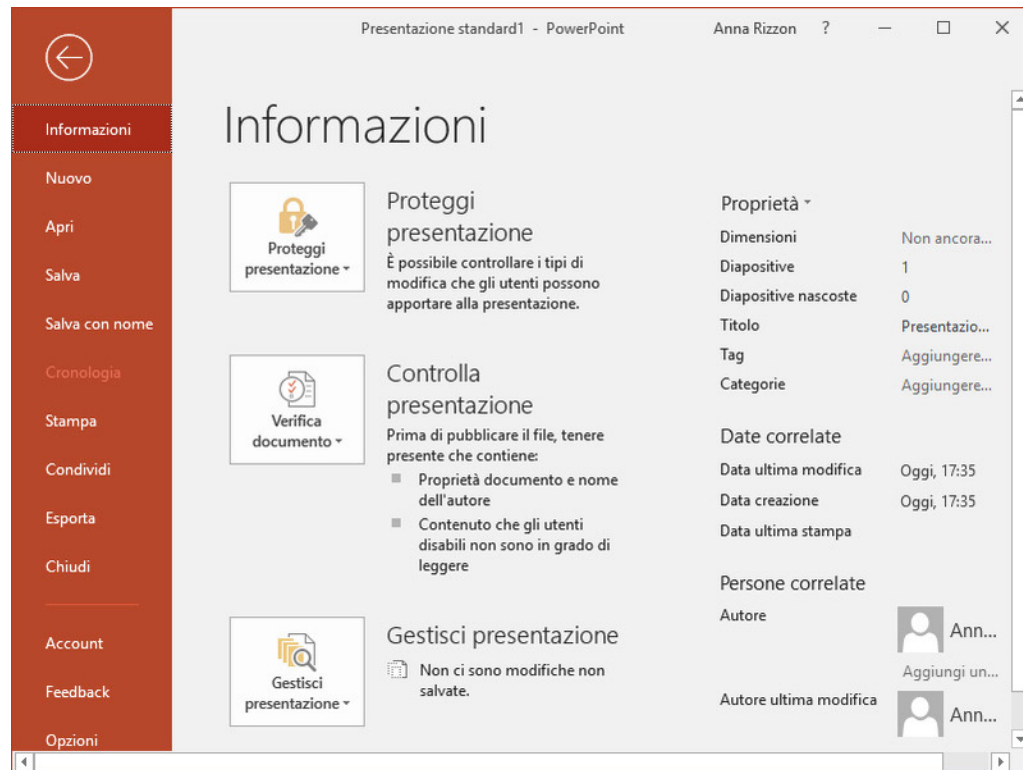 Presentazione standard1 - PowerPoint
Anna Rizzon ?
Informazioni
Nuovo
Apri
Salva
Salva con nome
Cronologia
Stampa
Condividi
Esporta
Chiudi
Account
Feedback
Opzioni
Informazioni
Proteggi
presentazione
Proteggi
presentazione
È possibile controllare i tipi di
modifica che gli utenti possono
apportare alla presentazione.
Verifica
documento
Controlla
presentazione
Prima di pubblicare il file, tenere
presente che contiene:
Proprietà documento e nome
dell'autore
Contenuto che gli utenti
disabili non sono in grado di
leggere
Gestisci
presentazione
Gestisci presentazione
Non ci sono modifiche non
salvate.
Proprietà
Dimensioni Non ancora...
Diapositive 1
Diapositive nascoste 0
Titolo Presentazio...
Tag Aggiungere...
Categorie Aggiungere...
Date correlate
Data ultima modifica Oggi, 17:35
Data creazione Oggi, 17:35
Data ultima stampa
Persone correlate
Autore Ann...
Aggiungi un...
Autore ultima modifica Ann...